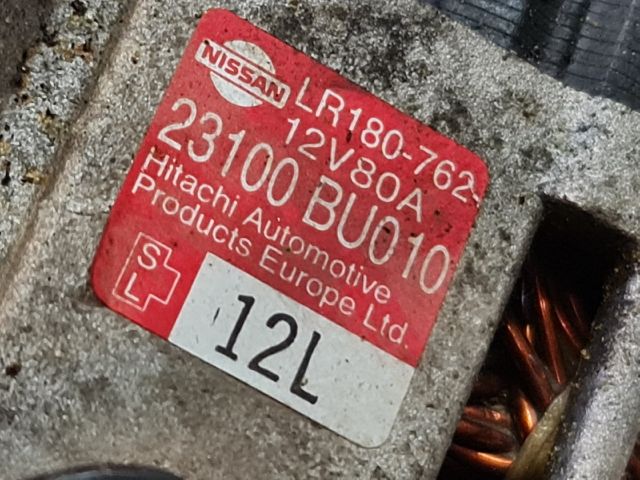 NISSAN
LR180-762
12V80A
23100 BU010
Hitachi Automotive
Products Europe Ltd.
SL
12L